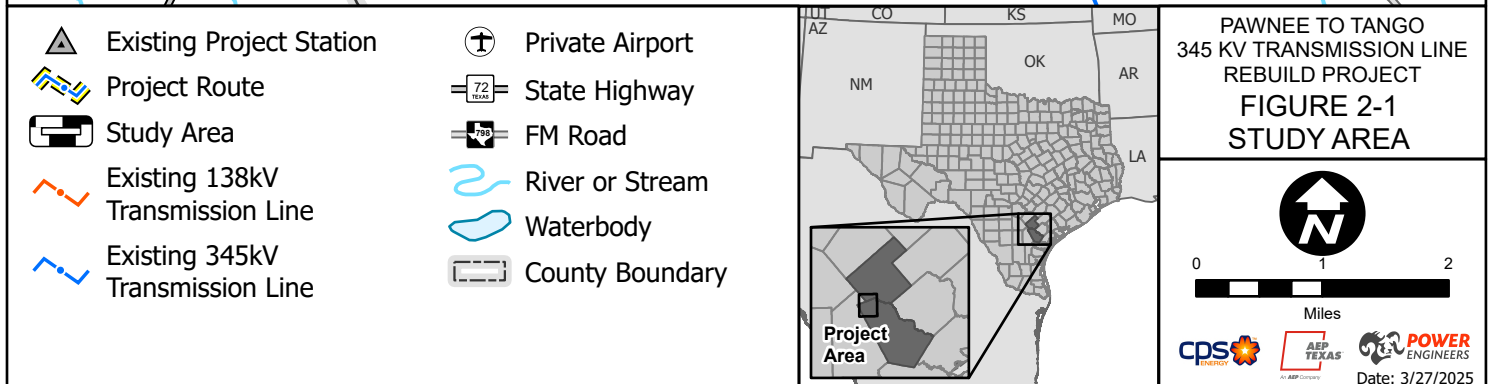 Existing Project Station
Project Route
Study Area
Existing 138kV
Transmission Line
Existing 345kV
Transmission Line
Private Airport
72
TEXAS
State Highway
798
FM Road
River or Stream
Waterbody
County Boundary
UT
CO
KS
MO
AZ
NM
OK
AR
LA
Project
Area
PAWNEE TO TANGO
345 KV TRANSMISSION LINE
REBUILD PROJECT
FIGURE 2-1
STUDY AREA
N
0 1 2
Miles
cps
ENERGY
AEP
TEXAS
An AEP Company
POWER
ENGINEERS
Date: 3/27/2025